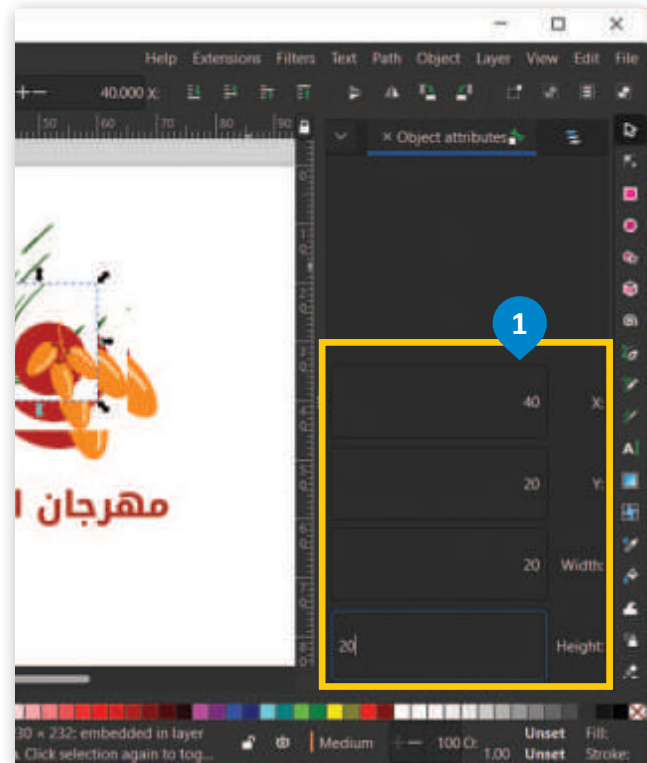 Help Extensions Filters Text Path Object Layer View Edit File
40.000 X:
50 60 70 80 90
Object attributes
1
40 X:
20 Y:
20 Width:
20 Height:
مهرجان ا
30 × 232: embedded in layer
Click selection again to tog...
Medium 100 O:
1.00
Unset Fill:
Unset Stroke: